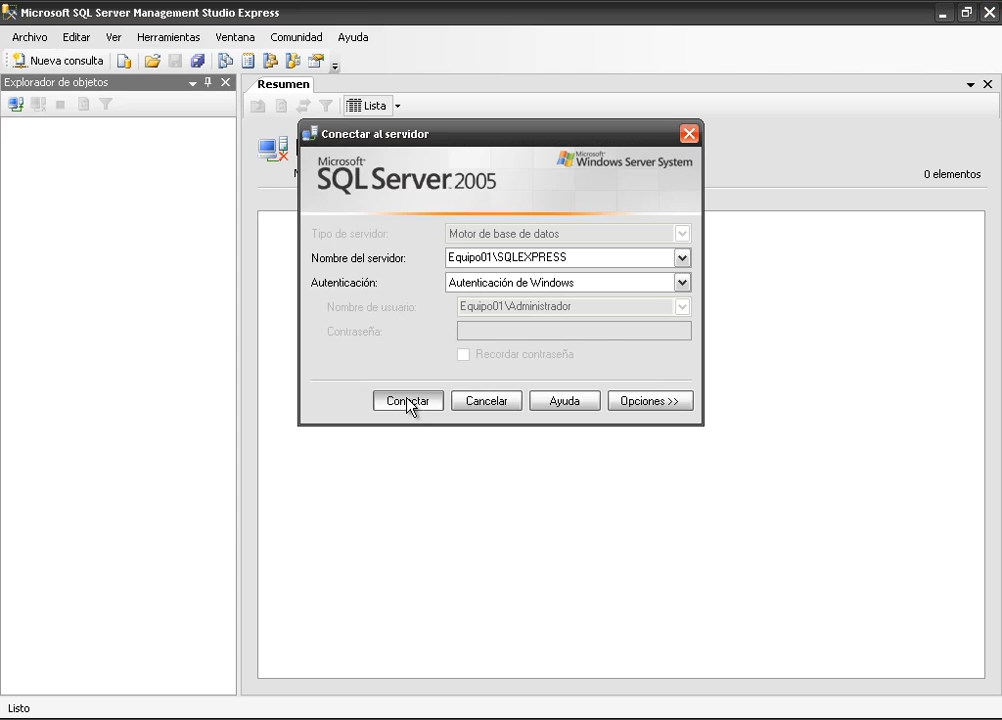 Microsoft SQL Server Management Studio Express
Archivo Editar Ver Herramientas Ventana Comunidad Ayuda
Nueva consulta
Explorador de objetos
Resumen
Lista
0 elementos
Conectar al servidor
Microsoft
SQL Server 2005
Microsoft
Windows Server System
Tipo de servidor: Motor de base de datos
Nombre del servidor: Equipo01\SQLEXPRESS
Autenticación: Autenticación de Windows
Nombre de usuario: Equipo01\Administrador
Contraseña:
Recordar contraseña
Conectar Cancelar Ayuda Opciones >>
Listo